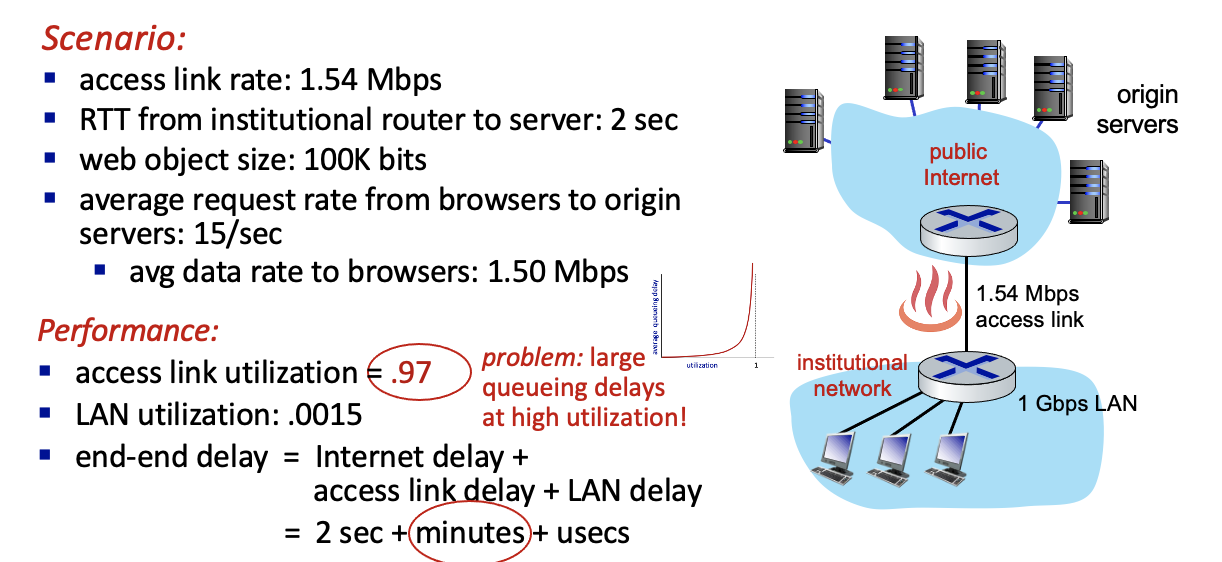 Scenario:
▪ access link rate: 1.54 Mbps
▪ RTT from institutional router to server: 2 sec
▪ web object size: 100K bits
▪ average request rate from browsers to origin
servers: 15/sec
▪ avg data rate to browsers: 1.50 Mbps
Performance:
▪ access link utilization = .97
problem: large
queueing delays
at high utilization!
▪ LAN utilization: .0015
▪ end-end delay = Internet delay +
access link delay + LAN delay
= 2 sec + minutes + usecs
average queueing delay
utilization
1
origin
servers
public
Internet
1.54 Mbps
access link
institutional
network
1 Gbps LAN